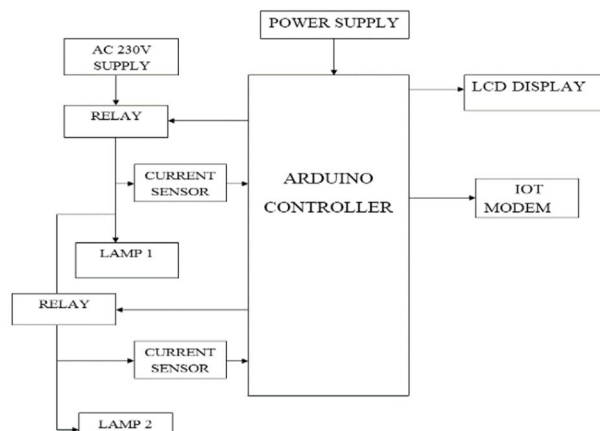 POWER SUPPLY
AC 230V
SUPPLY
LCD DISPLAY
RELAY
CURRENT
SENSOR
ARDUINO
CONTROLLER
IOT
MODEM
LAMP 1
RELAY
CURRENT
SENSOR
LAMP 2